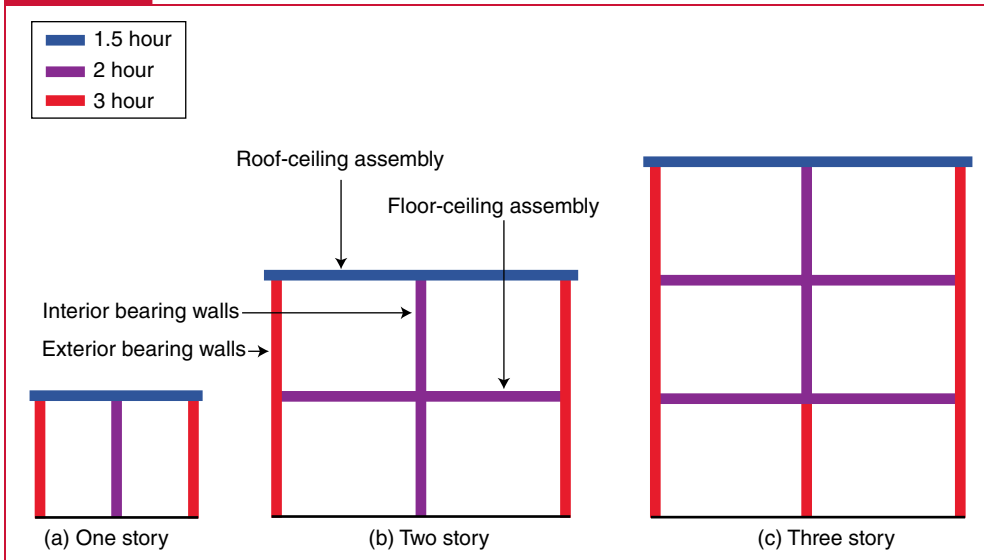 1.5 hour
2 hour
3 hour
Roof-ceiling assembly
Floor-ceiling assembly
Interior bearing walls
Exterior bearing walls
(a) One story
(b) Two story
(c) Three story